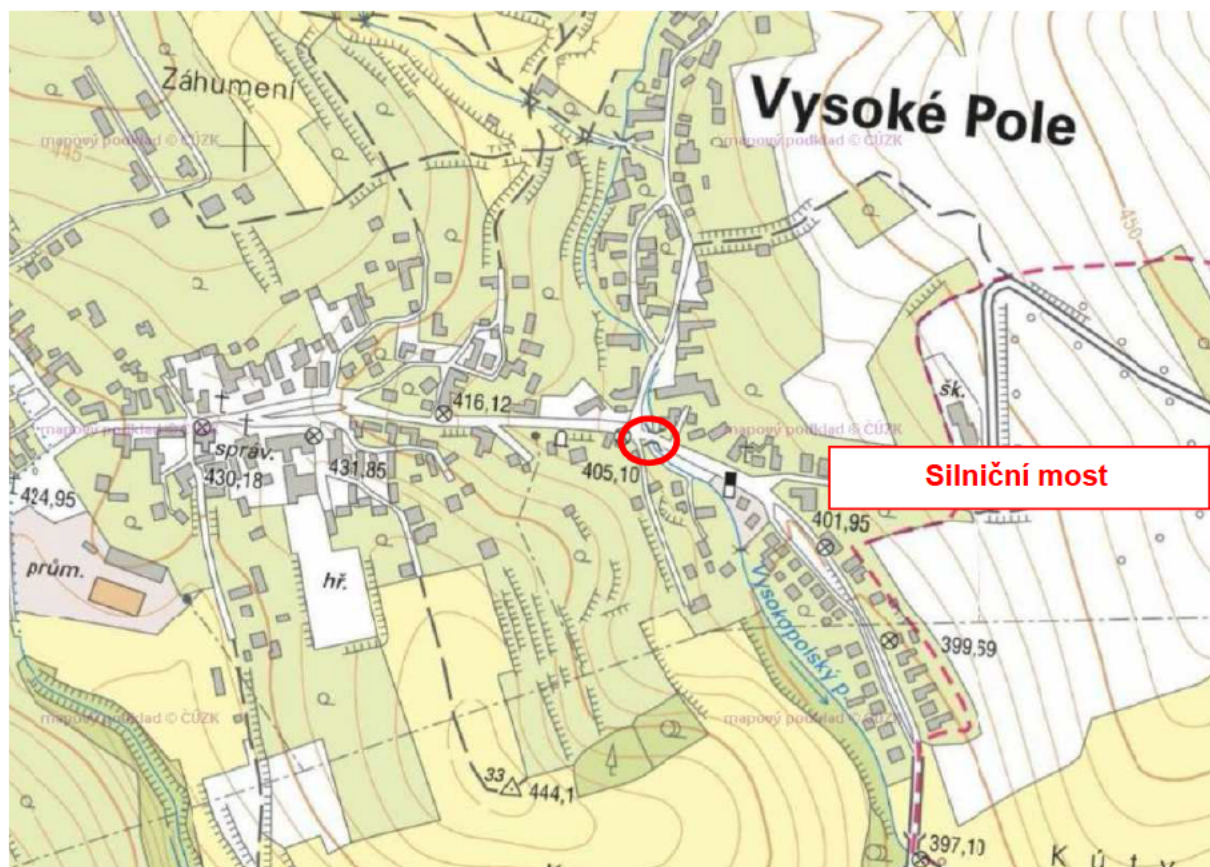 Záhumení
Vysoké Pole
mapový podklad © ČÚZK
mapový podklad © ČÚZK
445
450
416,12
šk.
mapový podklad © ČÚZK
mapový podklad © ČÚZK
správ.
430,18
431,85
405,10
Silniční most
424,95
401,95
prům.
hř.
Vysokopolský p.
399,69
mapový podklad © ČÚZK
mapový podklad © ČÚZK
33
444,1
397,10
K ú t y